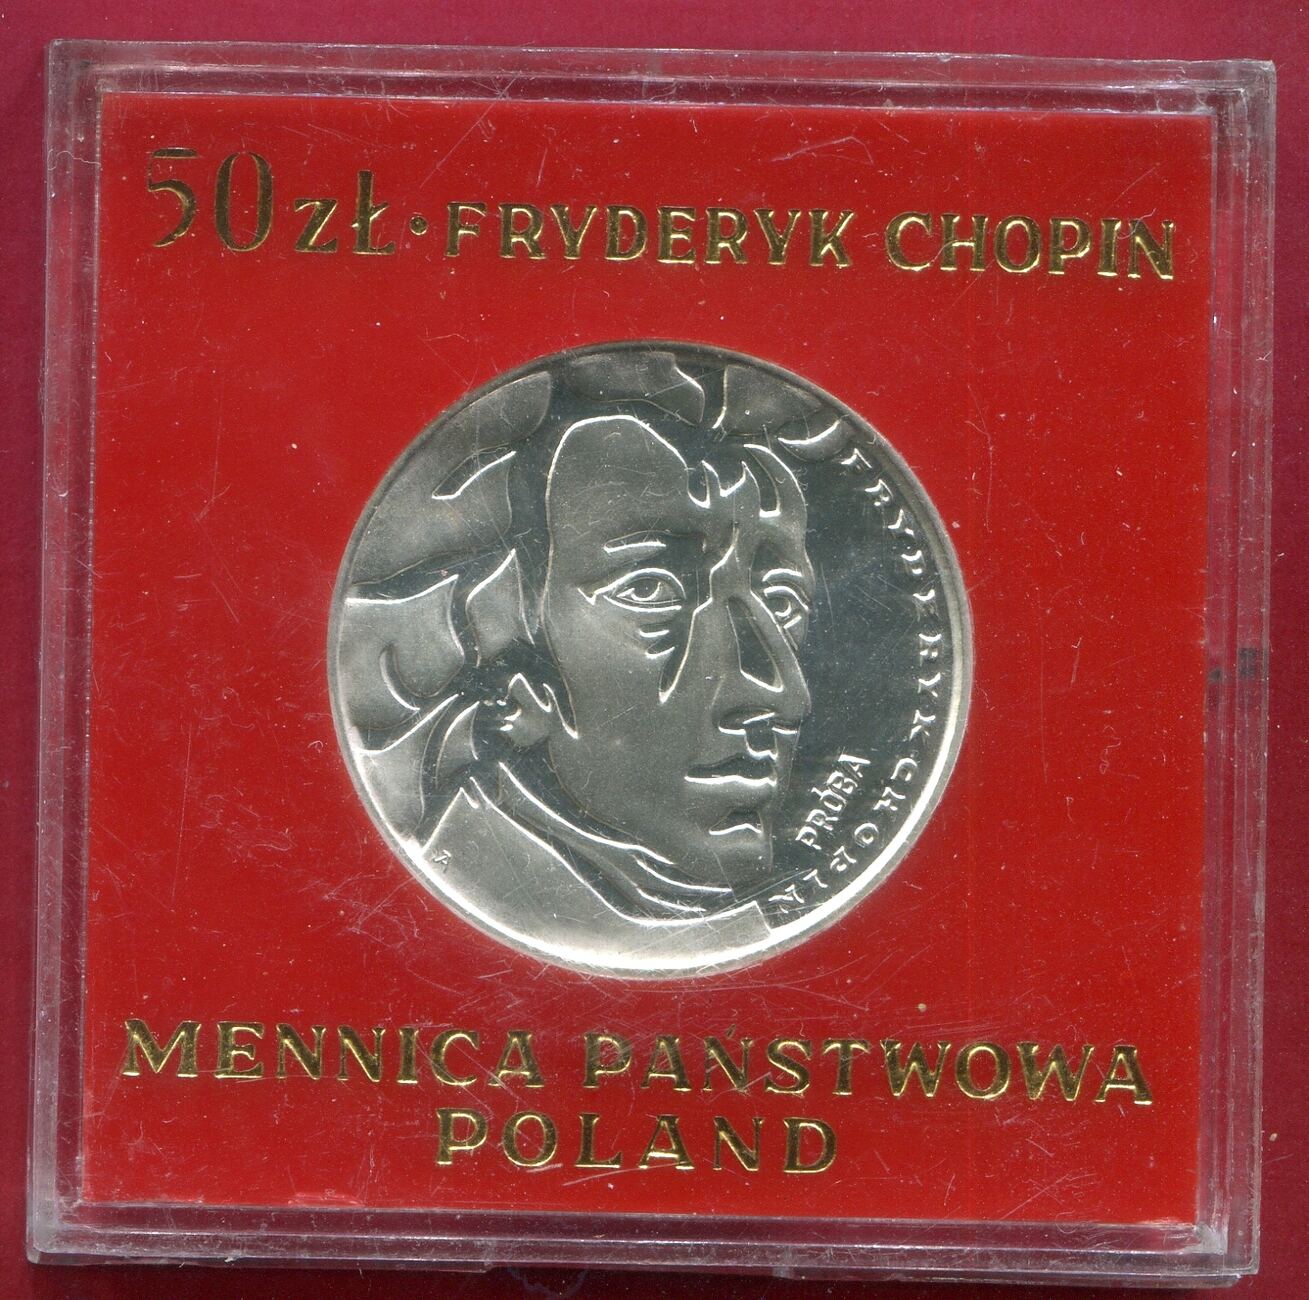 50 zł · FRYDERYK CHOPIN
FRYDERYK CHOPIN
PRÓBA
MENNICA PAŃSTWOWA
POLAND